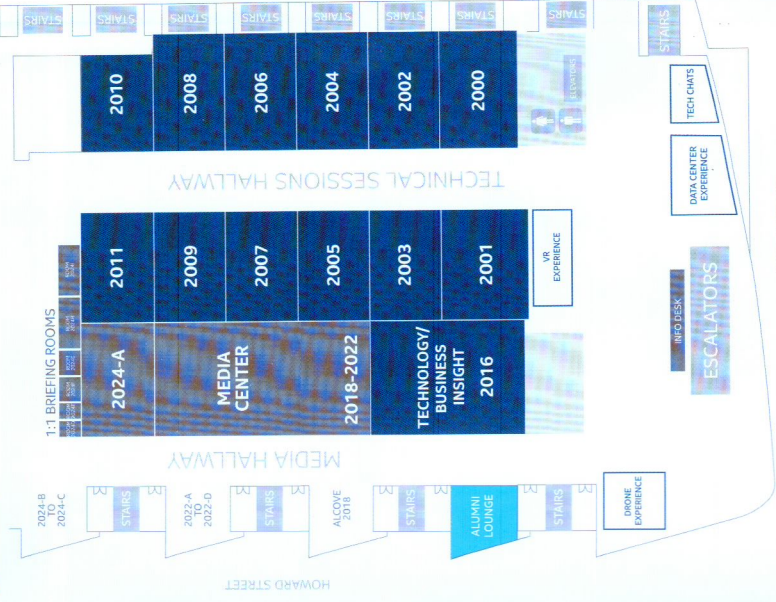 STAIRS
STAIRS
STAIRS
STAIRS
STAIRS
STAIRS
STAIRS
STAIRS
STAIRS
2010
2008
2006
2004
2002
2000
ELEVATORS
TECH CHATS
TECHNICAL SESSIONS HALLWAY
DATA CENTER
EXPERIENCE
2011
2009
2007
2005
2003
2001
VR
EXPERIENCE
1:1 BRIEFING ROOMS
2024-A
MEDIA
CENTER
2018-2022
TECHNOLOGY/
BUSINESS
INSIGHT
2016
INFO DESK
ESCALATORS
MEDIA HALLWAY
2024-B
TO
2024-C
STAIRS
2022-A
TO
2022-D
STAIRS
ALCOVE
2018
STAIRS
ALUMNI
LOUNGE
STAIRS
DRONE
EXPERIENCE
HOWARD STREET